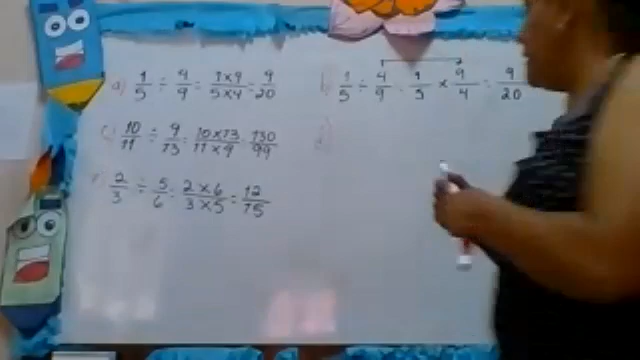 a) 1/5 ÷ 4/9 = 1×9/5×4 = 9/20
b) 1/5 ÷ 4/9 = 1/5 × 9/4 = 9/20
c) 10/11 ÷ 9/13 = 10×13/11×9 = 130/99
d)
2/3 ÷ 5/6 = 2×6/3×5 = 12/15